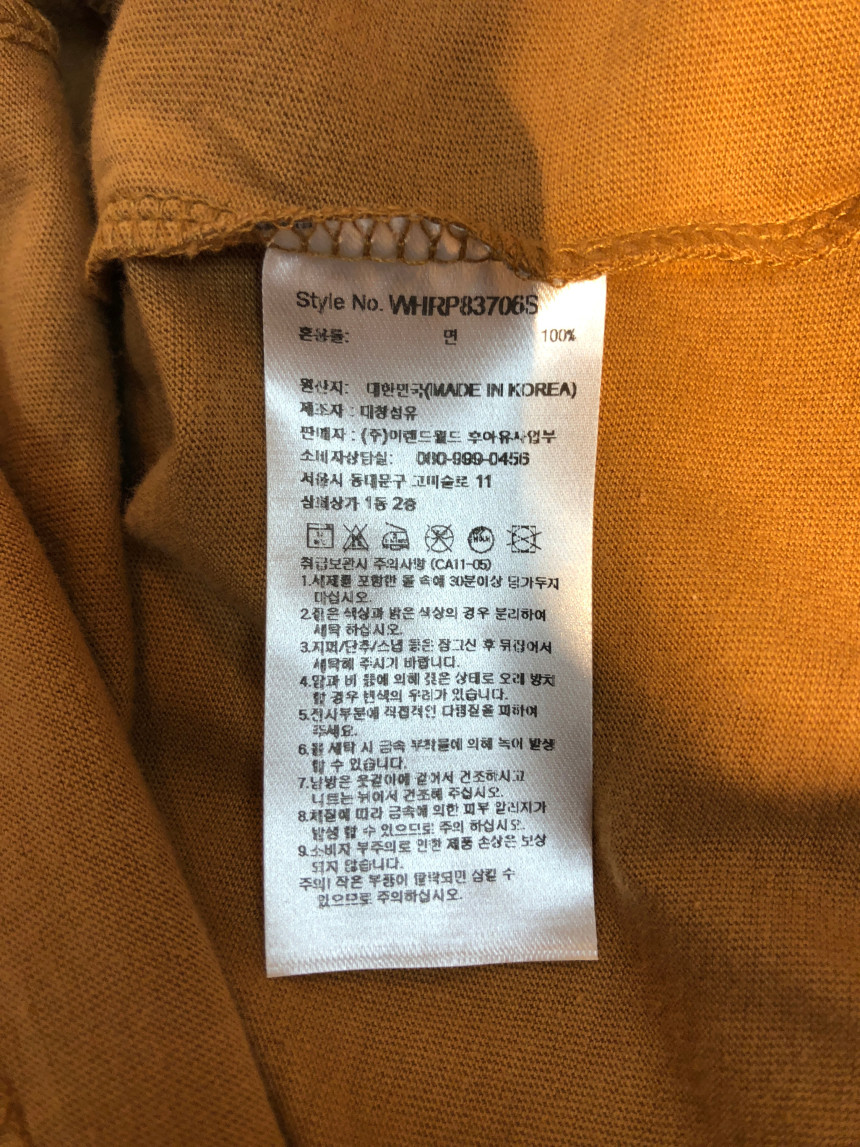 Style No. WHRP83706S
혼용률: 면 100%
원산지: 대한민국(MADE IN KOREA)
제조자 : 대청섬유
판매자 : (주)이랜드월드 후아유사업부
소비자상담실: 080-999-0456
서울시 동대문구 고미술로 11
삼희상가 1동 2층
취급보관시 주의사항 (CA11-05)
1.세제를 포함한 물 속에 30분이상 담가두지
마십시오.
2.짙은 색상과 밝은 색상의 경우 분리하여
세탁 하십시오.
3.지퍼/단추/스냅 등은 잠그신 후 뒤집어서
세탁해 주시기 바랍니다.
4.땀과 비 등에 의해 젖은 상태로 오래 방치
할 경우 변색의 우려가 있습니다.
5.전사부분에 직접적인 다림질을 피하여
주세요.
6.물 세탁 시 금속 부착물에 의해 녹이 발생
할 수 있습니다.
7.남방은 옷걸이에 걸어서 건조하시고
니트는 뉘어서 건조해 주십시오.
8.체질에 따라 금속에 의한 피부 알러지가
발생 할 수 있으므로 주의 하십시오.
9.소비자 부주의로 인한 제품 손상은 보상
되지 않습니다.
주의! 작은 부품이 탈락되면 삼킬 수
있으므로 주의하십시오.